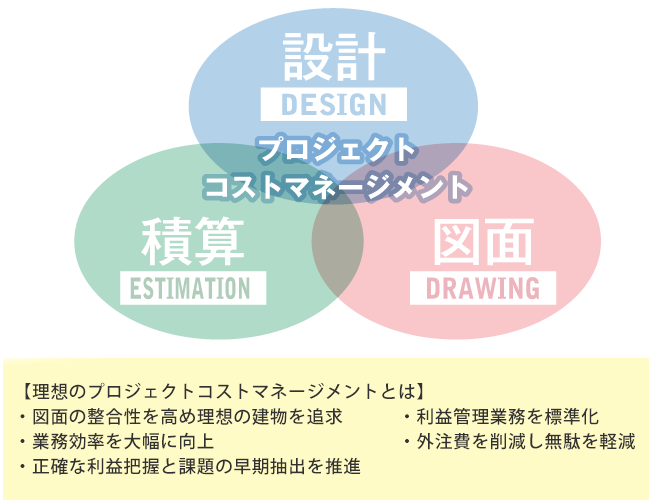 設計
DESIGN
プロジェクト
コストマネージメント
積算
ESTIMATION
図面
DRAWING
【理想のプロジェクトコストマネージメントとは】
・図面の整合性を高め理想の建物を追求
・業務効率を大幅に向上
・正確な利益把握と課題の早期抽出を推進
・利益管理業務を標準化
・外注費を削減し無駄を軽減